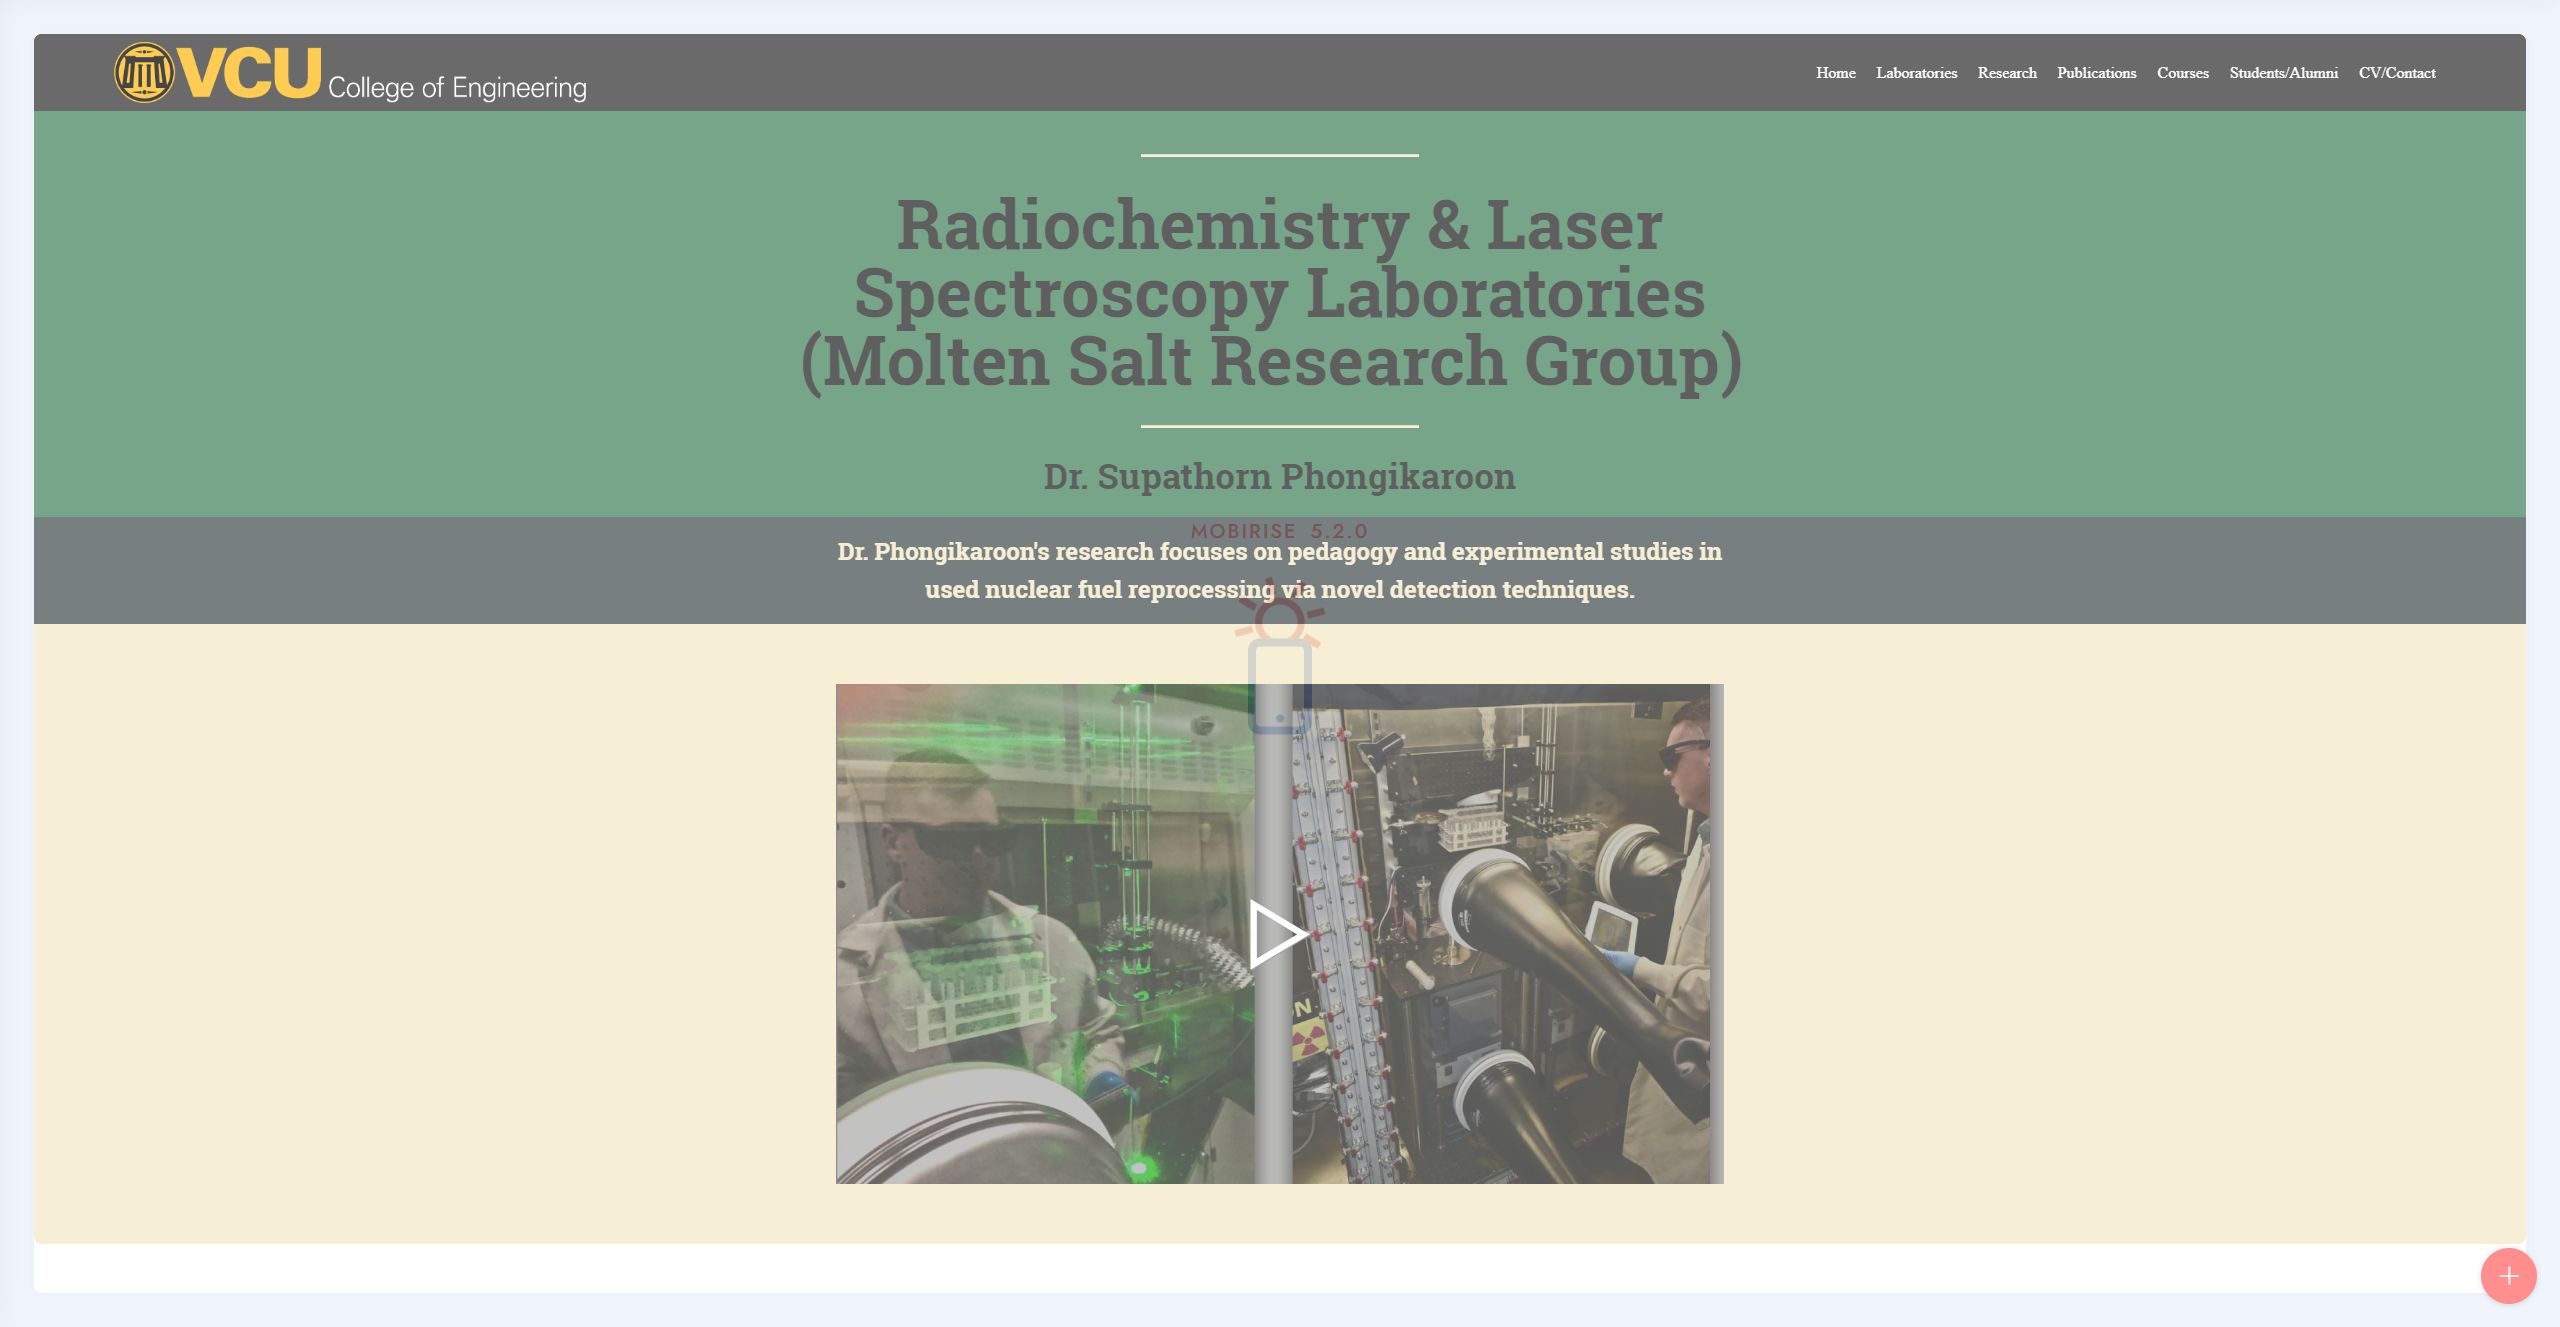 VCU College of Engineering
Home Laboratories Research Publications Courses Students/Alumni CV/Contact
Radiochemistry & Laser
Spectroscopy Laboratories
(Molten Salt Research Group)
Dr. Supathorn Phongikaroon
MOBIRISE 5.2.0
Dr. Phongikaroon's research focuses on pedagogy and experimental studies in
used nuclear fuel reprocessing via novel detection techniques.
ON